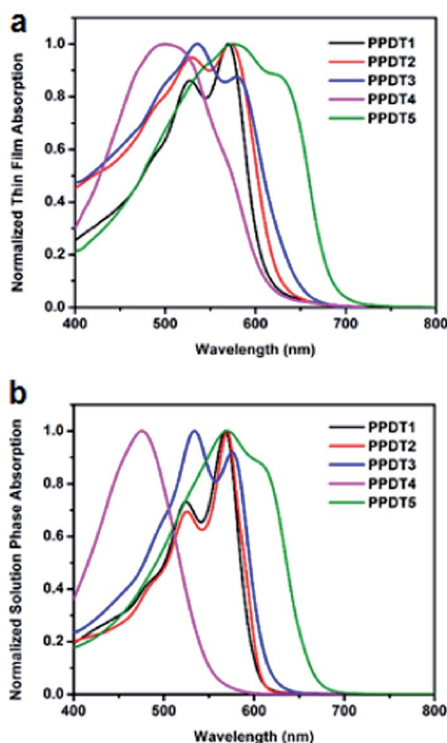 a
Normalized Thin Film Absorption
1.0
0.8
0.6
0.4
0.2
0.0
400 500 600 700 800
Wavelength (nm)
PPDT1
PPDT2
PPDT3
PPDT4
PPDT5
b
Normalized Solution Phase Absorption
1.0
0.8
0.6
0.4
0.2
0.0
400 500 600 700 800
Wavelength (nm)
PPDT1
PPDT2
PPDT3
PPDT4
PPDT5